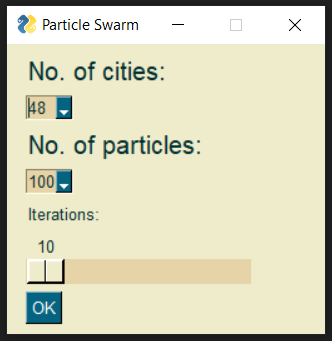 Particle Swarm
No. of cities:
48
No. of particles:
100
Iterations:
10
OK